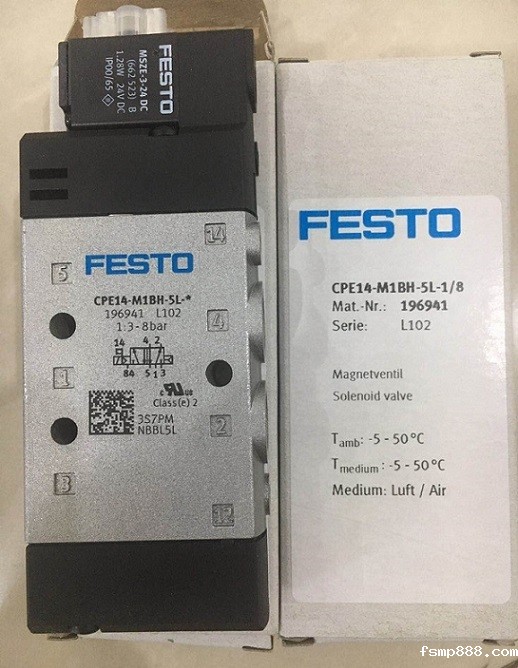 FESTO
MSZE-3-24 DC
(662 523) B
1.28W 24V DC
IP00/65
14
5
FESTO
CPE14-M1BH-5L-*
196941 L102
1.3-8bar
4
14 4 2
84 5 1 3
1
c UL us
Class(e) 2
3S7PM
NBBL5L
2
3
12
FESTO
CPE14-M1BH-5L-1/8
Mat.-Nr.: 196941
Serie: L102
Magnetventil
Solenoid valve
Tamb: -5 - 50°C
Tmedium: -5 - 50°C
Medium: Luft / Air
FESTO
fsmp888.com